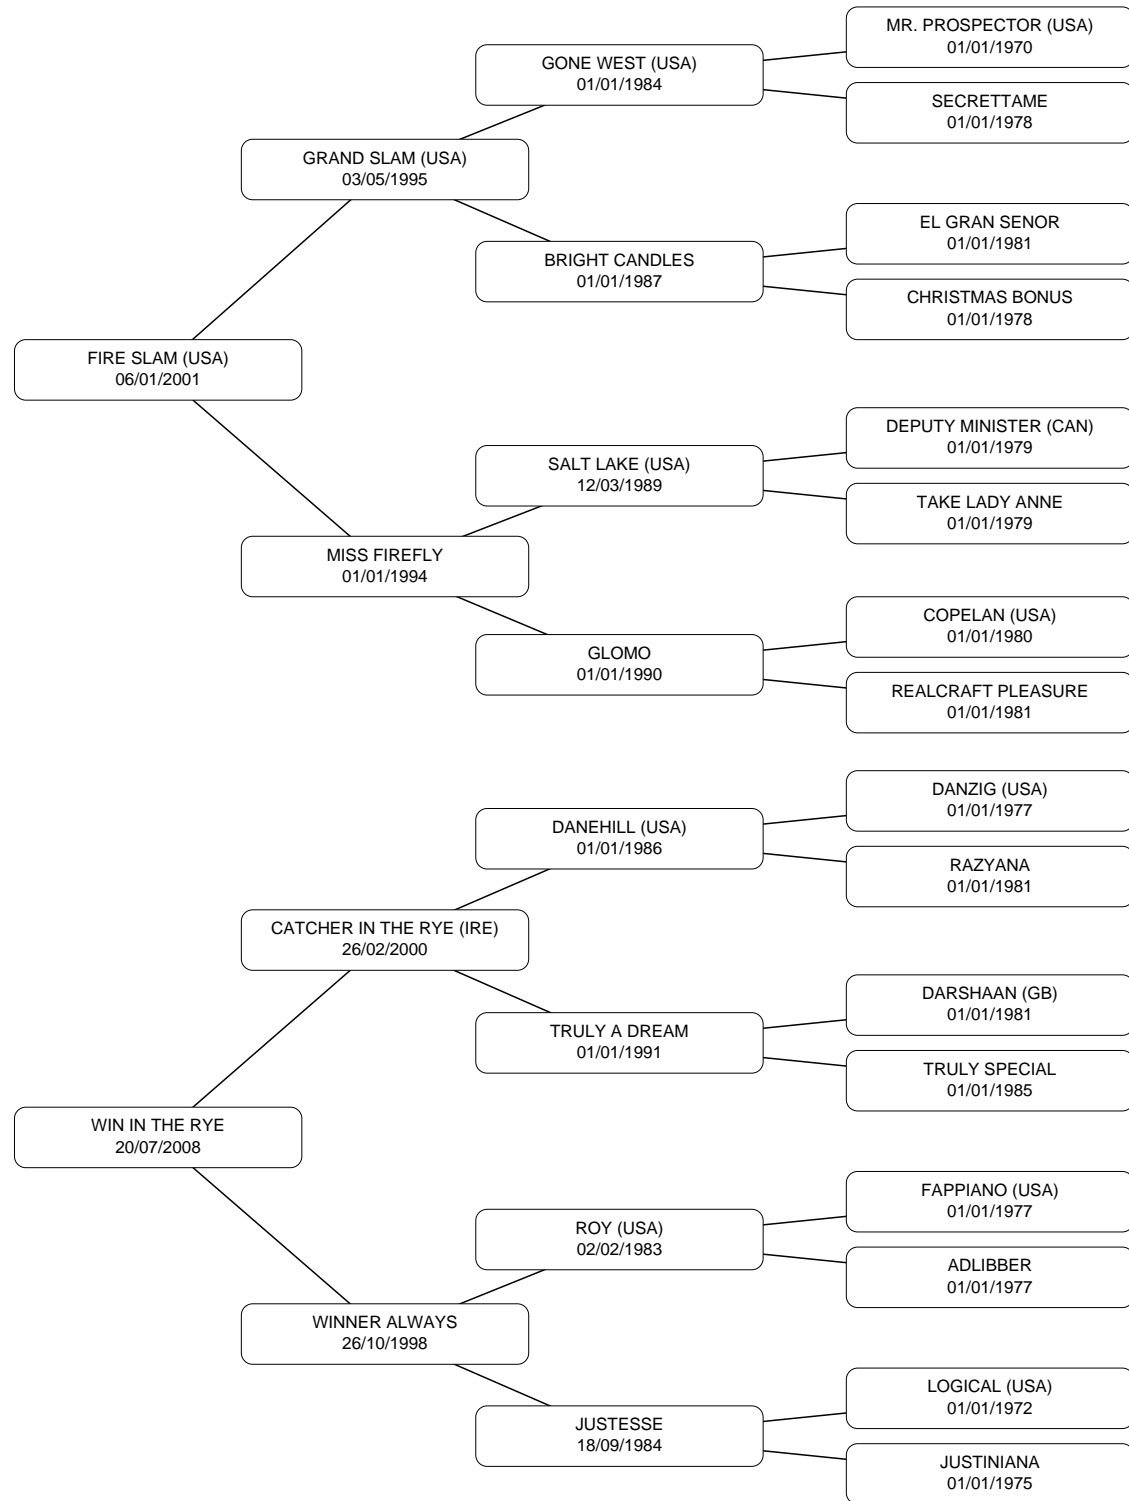 MR. PROSPECTOR (USA)
01/01/1970
GONE WEST (USA)
01/01/1984
SECRETTAME
01/01/1978
GRAND SLAM (USA)
03/05/1995
EL GRAN SENOR
01/01/1981
BRIGHT CANDLES
01/01/1987
CHRISTMAS BONUS
01/01/1978
FIRE SLAM (USA)
06/01/2001
DEPUTY MINISTER (CAN)
01/01/1979
SALT LAKE (USA)
12/03/1989
TAKE LADY ANNE
01/01/1979
MISS FIREFLY
01/01/1994
COPELAN (USA)
01/01/1980
GLOMO
01/01/1990
REALCRAFT PLEASURE
01/01/1981
DANZIG (USA)
01/01/1977
DANEHILL (USA)
01/01/1986
RAZYANA
01/01/1981
CATCHER IN THE RYE (IRE)
26/02/2000
DARSHAAN (GB)
01/01/1981
TRULY A DREAM
01/01/1991
TRULY SPECIAL
01/01/1985
WIN IN THE RYE
20/07/2008
FAPPIANO (USA)
01/01/1977
ROY (USA)
02/02/1983
ADLIBBER
01/01/1977
WINNER ALWAYS
26/10/1998
LOGICAL (USA)
01/01/1972
JUSTESSE
18/09/1984
JUSTINIANA
01/01/1975